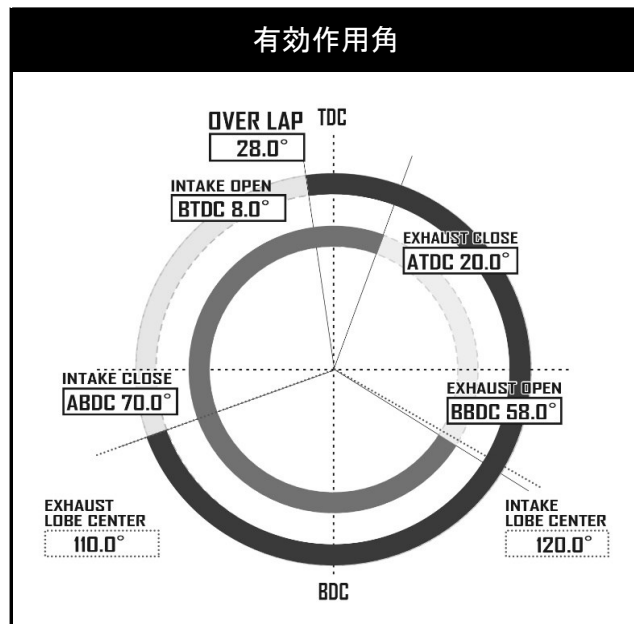 有効作用角
OVER LAP
28.0°
TDC
INTAKE OPEN
BTDC 8.0°
EXHAUST CLOSE
ATDC 20.0°
INTAKE CLOSE
ABDC 70.0°
EXHAUST OPEN
BBDC 58.0°
EXHAUST
LOBE CENTER
110.0°
INTAKE
LOBE CENTER
120.0°
BDC